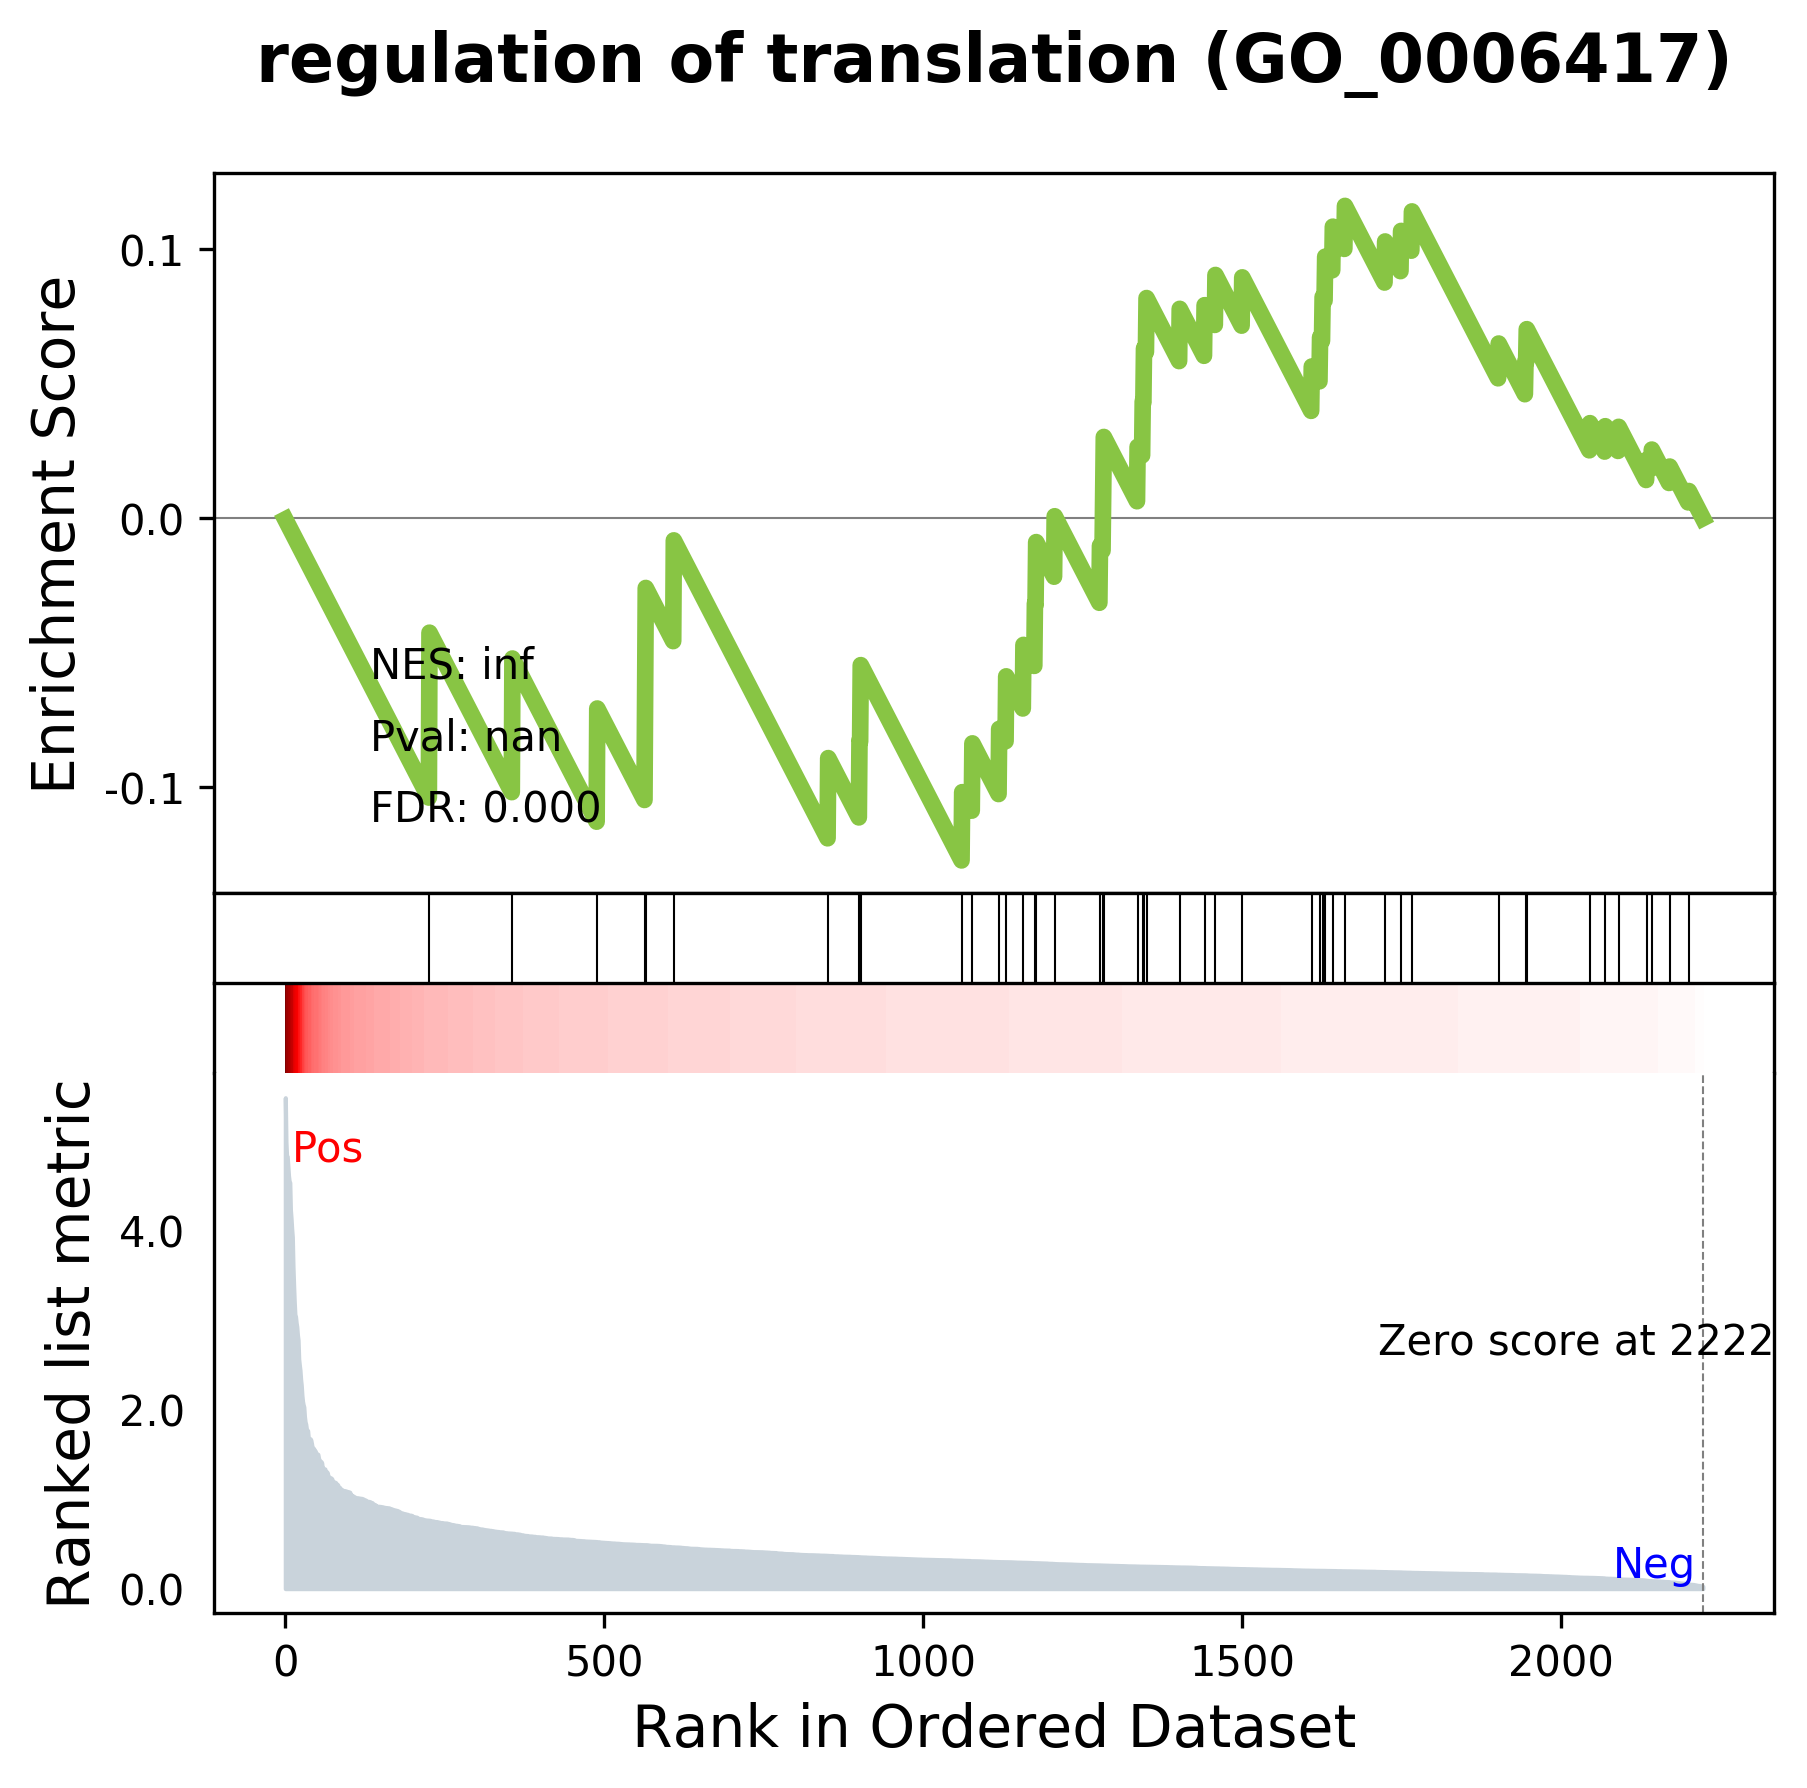 regulation of translation (GO_0006417)
Enrichment Score
0.1
0.0
-0.1
NES: inf
Pval: nan
FDR: 0.000
Ranked list metric
4.0
2.0
0.0
Pos
Zero score at 2222
Neg
0 500 1000 1500 2000
Rank in Ordered Dataset